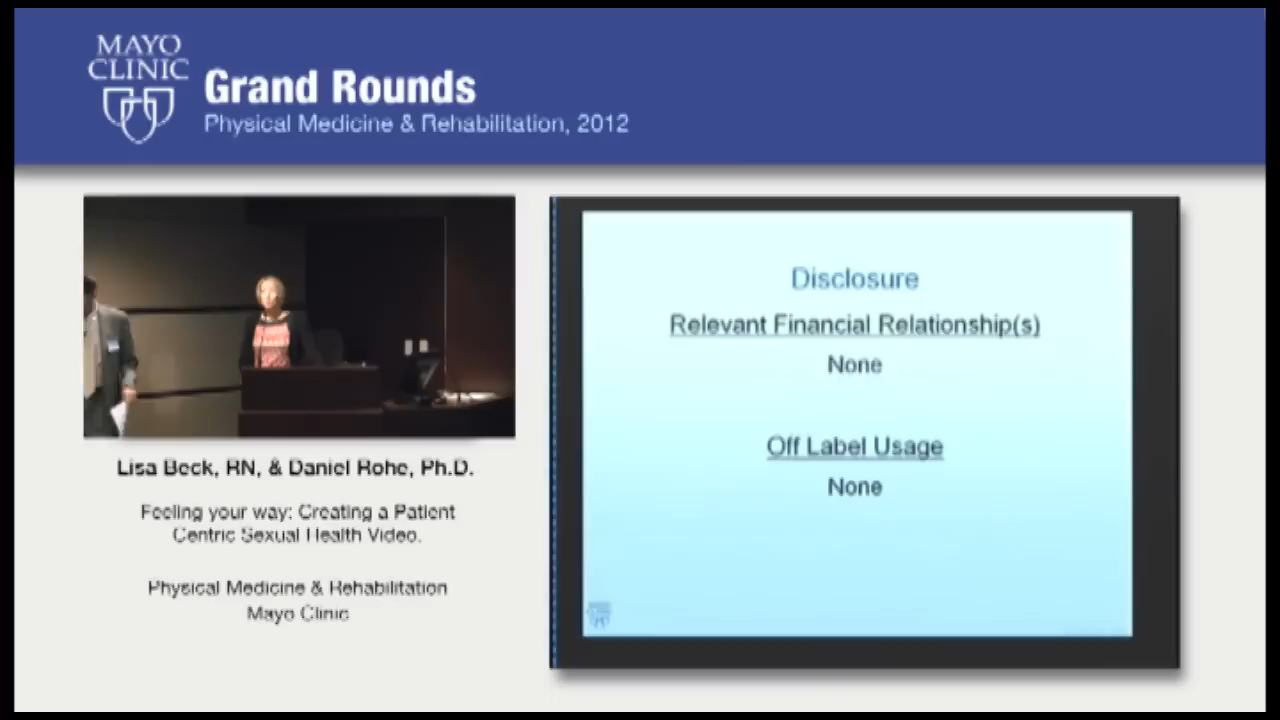 MAYO
CLINIC
Grand Rounds
Physical Medicine & Rehabilitation, 2012
Lisa Beck, RN, & Daniel Rohe, Ph.D.
Feeling your way: Creating a Patient
Centric Sexual Health Video.
Physical Medicine & Rehabilitation
Mayo Clinic
Disclosure
Relevant Financial Relationship(s)
None
Off Label Usage
None